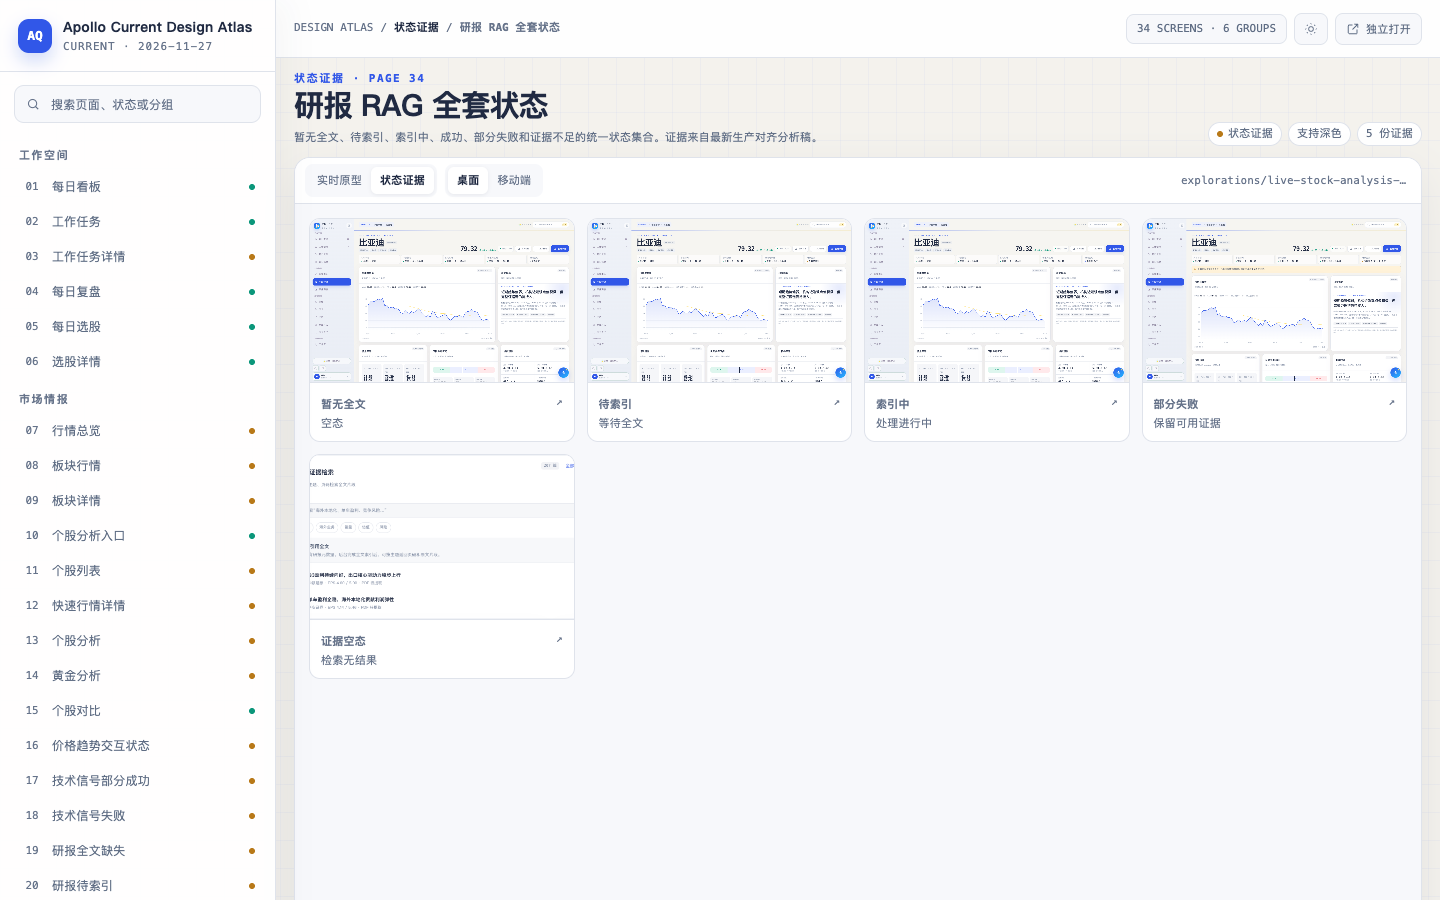 AQ
Apollo Current Design Atlas
CURRENT · 2026-11-27
搜索页面、状态或分组
工作空间
01 每日看板
02 工作任务
03 工作任务详情
04 每日复盘
05 每日选股
06 选股详情
市场情报
07 行情总览
08 板块行情
09 板块详情
10 个股分析入口
11 个股列表
12 快速行情详情
13 个股分析
14 黄金分析
15 个股对比
16 价格趋势交互状态
17 技术信号部分成功
18 技术信号失败
19 研报全文缺失
20 研报待索引
DESIGN ATLAS / 状态证据 / 研报 RAG 全套状态
34 SCREENS · 6 GROUPS
独立打开
状态证据 · PAGE 34
研报 RAG 全套状态
暂无全文、待索引、索引中、成功、部分失败和证据不足的统一状态集合。证据来自最新生产对齐分析稿。
状态证据
支持深色
5 份证据
实时原型 状态证据 桌面 移动端
explorations/live-stock-analysis-…
比亚迪
79.32
比亚迪
79.32
比亚迪
79.32
比亚迪
79.32
暂无全文 ↗
空态
待索引 ↗
等待全文
索引中 ↗
处理进行中
部分失败 ↗
保留可用证据
证据检索
引用全文
证据空态 ↗
检索无结果